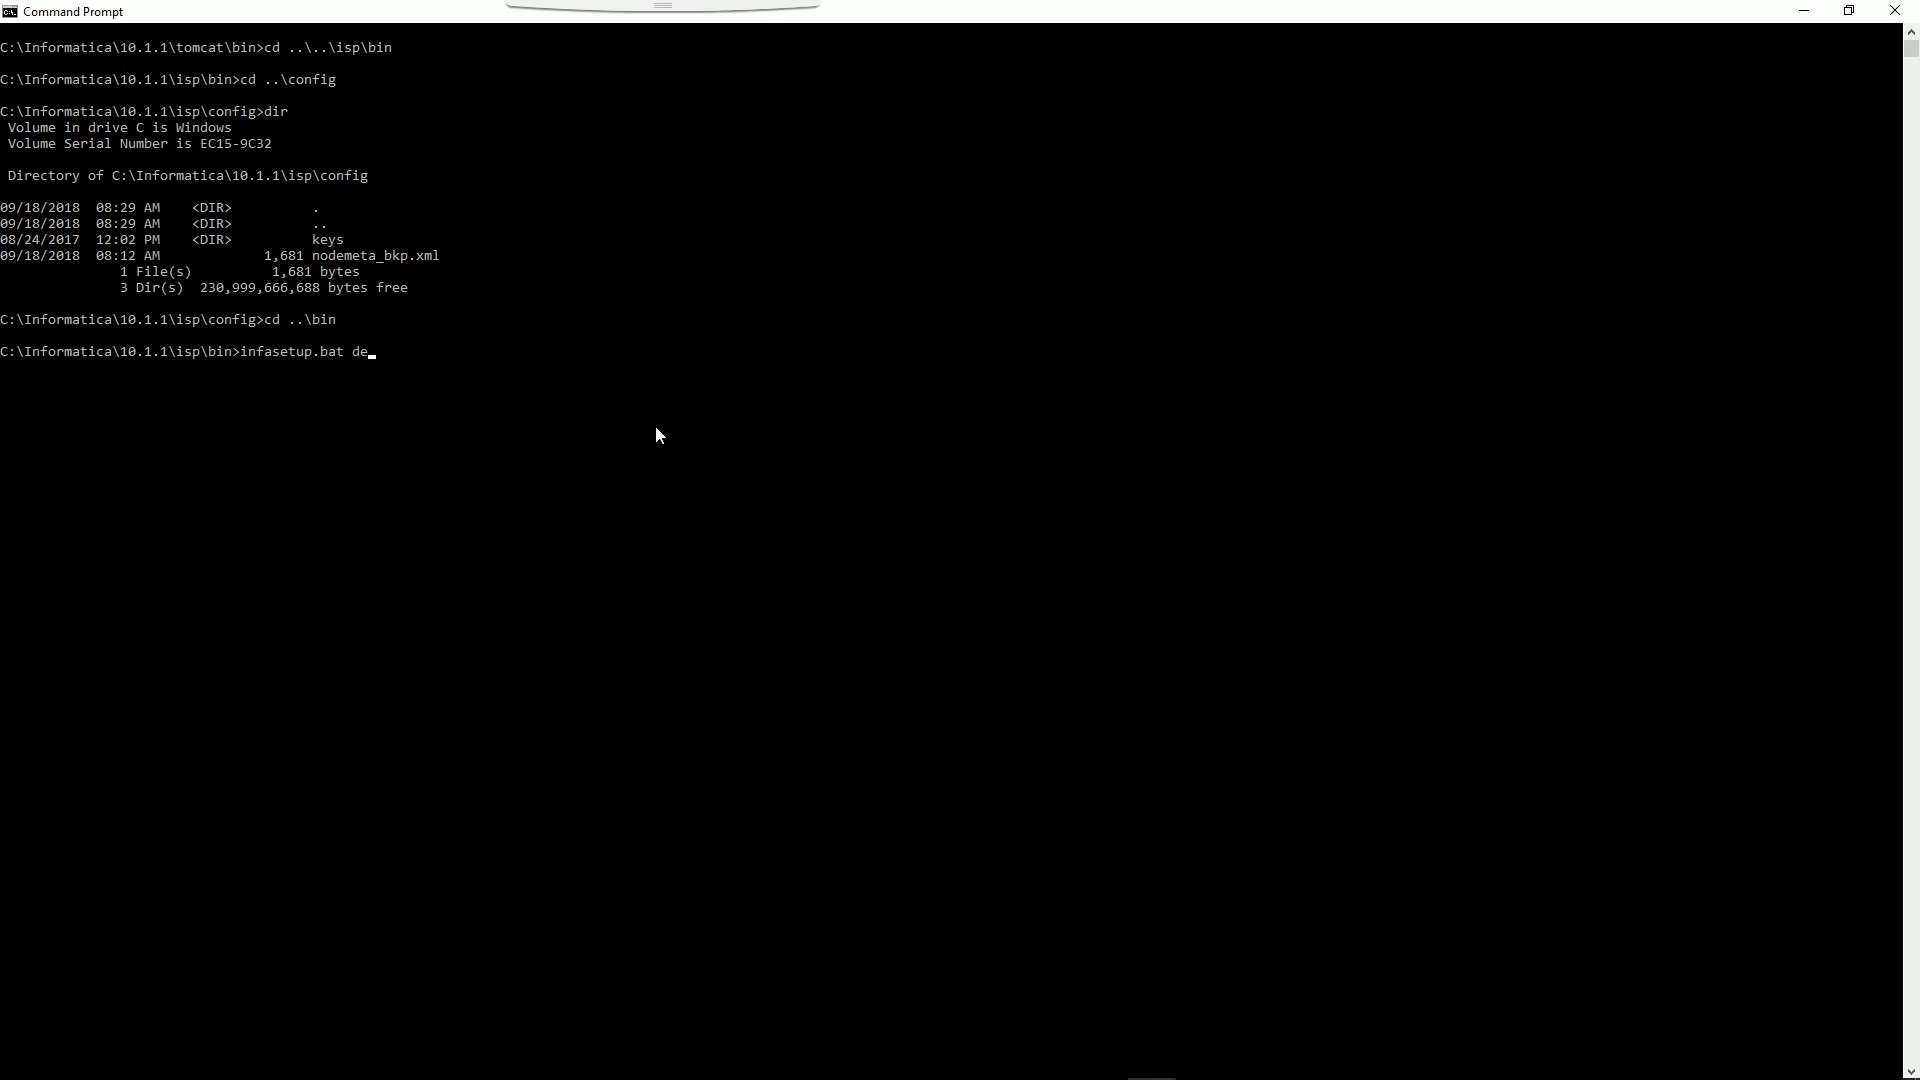 Command Prompt
C:\Informatica\10.1.1\tomcat\bin>cd ..\..\isp\bin
C:\Informatica\10.1.1\isp\bin>cd ..\config
C:\Informatica\10.1.1\isp\config>dir
Volume in drive C is Windows
Volume Serial Number is EC15-9C32
Directory of C:\Informatica\10.1.1\isp\config
09/18/2018  08:29 AM    <DIR>          .
09/18/2018  08:29 AM    <DIR>          ..
08/24/2017  12:02 PM    <DIR>          keys
09/18/2018  08:12 AM             1,681 nodemeta_bkp.xml
1 File(s)          1,681 bytes
3 Dir(s)  230,999,666,688 bytes free
C:\Informatica\10.1.1\isp\config>cd ..\bin
C:\Informatica\10.1.1\isp\bin>infasetup.bat de